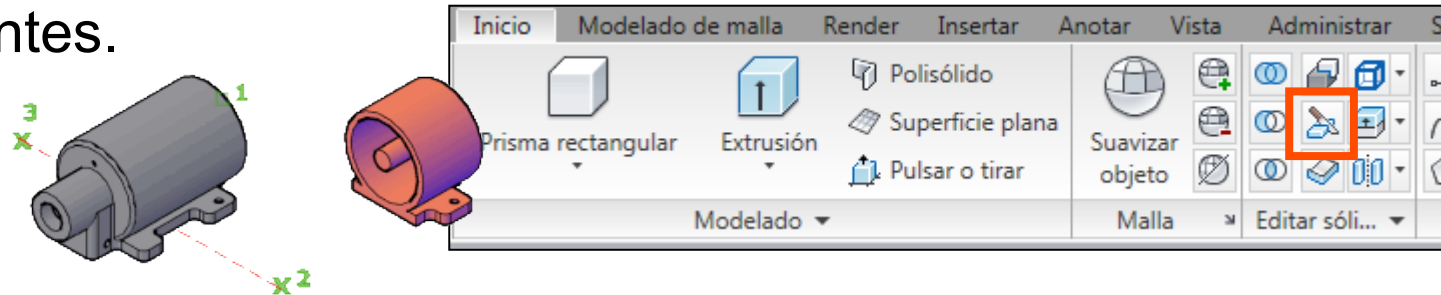 ntes.
Inicio Modelado de malla Render Insertar Anotar Vista Administrar S
Polisólido
Superficie plana
Pulsar o tirar
Prisma rectangular Extrusión
Suavizar
objeto
Modelado Malla Editar sóli...
3
X
1
X 2